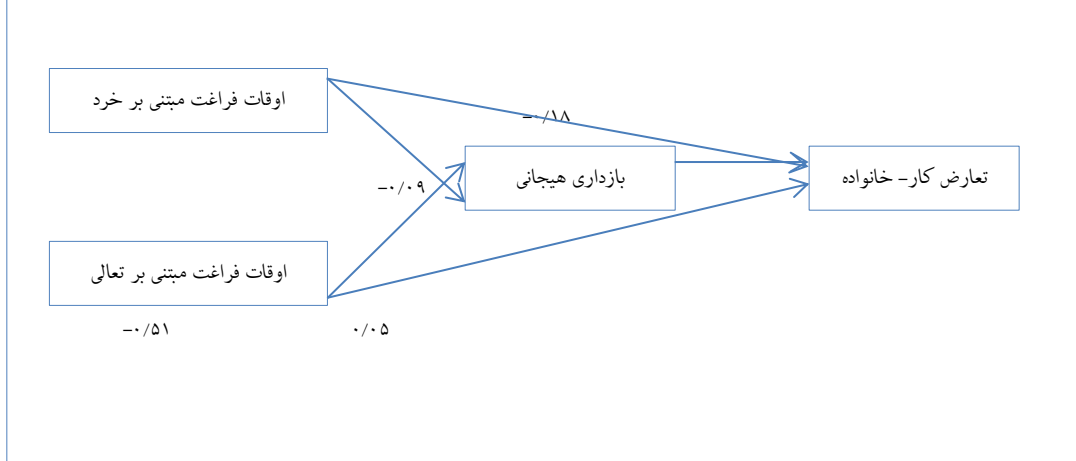 اوقات فراغت مبتنی بر خرد
-۰/۱۸
بازداری هیجانی
تعارض کار- خانواده
-۰/۰۹
اوقات فراغت مبتنی بر تعالی
-۰/۵۱
۰/۰۵